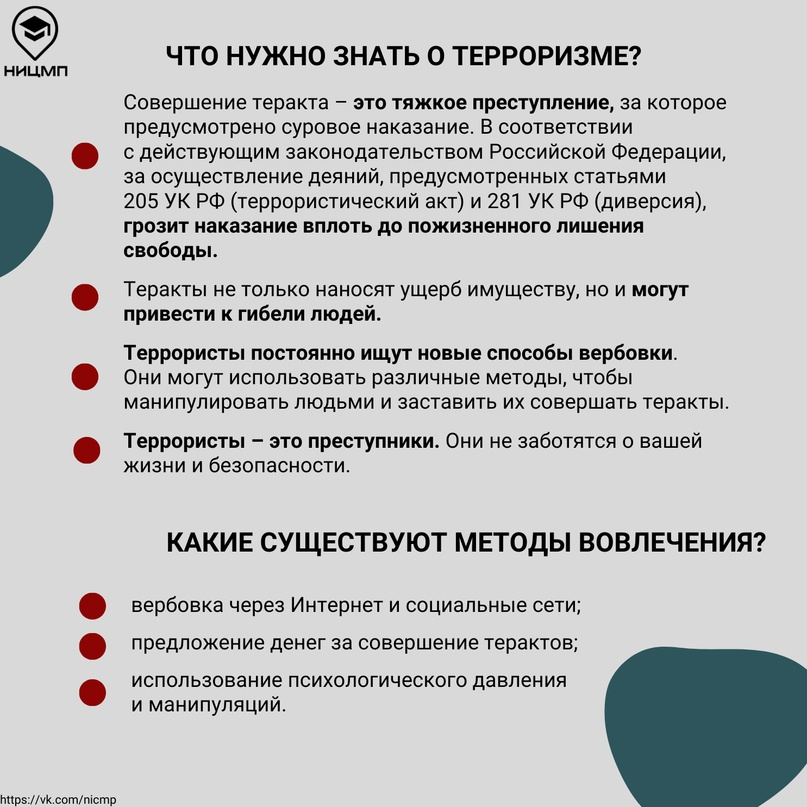 НИЦМП
ЧТО НУЖНО ЗНАТЬ О ТЕРРОРИЗМЕ?
Совершение теракта – это тяжкое преступление, за которое
предусмотрено суровое наказание. В соответствии
с действующим законодательством Российской Федерации,
за осуществление деяний, предусмотренных статьями
205 УК РФ (террористический акт) и 281 УК РФ (диверсия),
грозит наказание вплоть до пожизненного лишения
свободы.
Теракты не только наносят ущерб имуществу, но и могут
привести к гибели людей.
Террористы постоянно ищут новые способы вербовки.
Они могут использовать различные методы, чтобы
манипулировать людьми и заставить их совершать теракты.
Террористы – это преступники. Они не заботятся о вашей
жизни и безопасности.
КАКИЕ СУЩЕСТВУЮТ МЕТОДЫ ВОВЛЕЧЕНИЯ?
вербовка через Интернет и социальные сети;
предложение денег за совершение терактов;
использование психологического давления
и манипуляций.
https://vk.com/nicmp